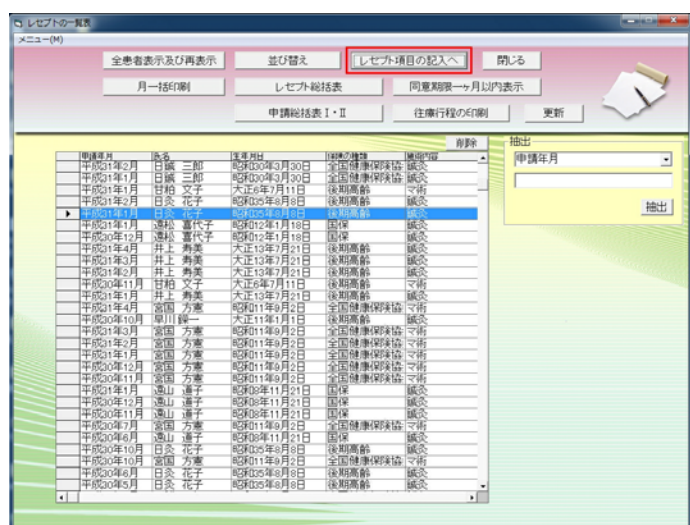 レセプトの一覧表
メニュー(M)
全患者表示及び再表示 並び替え レセプト項目の記入へ 閉じる
月一括印刷 レセプト総括表 同意期限一ヶ月以内表示
申請総括表Ⅰ・Ⅱ 往療行程の印刷 更新
削除 抽出
申請年月
抽出
申請年月 氏名 生年月日 保険の種類 施術内容
平成31年2月 日鍼 三郎 昭和30年3月30日 全国健康保険協 鍼灸
平成31年1月 日鍼 三郎 昭和30年3月30日 全国健康保険協 鍼灸
平成31年1月 甘粕 文子 大正6年7月11日 後期高齢 マ術
平成31年2月 日灸 花子 昭和35年8月8日 後期高齢 鍼灸
平成31年1月 日灸 花子 昭和35年8月8日 後期高齢 鍼灸
平成31年1月 遠松 喜代子 昭和12年1月18日 国保 鍼灸
平成30年12月 遠松 喜代子 昭和12年1月18日 国保 鍼灸
平成31年4月 井上 寿美 大正13年7月21日 後期高齢 鍼灸
平成31年3月 井上 寿美 大正13年7月21日 後期高齢 鍼灸
平成31年2月 井上 寿美 大正13年7月21日 後期高齢 鍼灸
平成30年11月 甘粕 文子 大正6年7月11日 後期高齢 マ術
平成31年1月 井上 寿美 大正13年7月21日 後期高齢 鍼灸
平成31年4月 宮国 方憲 昭和11年9月2日 全国健康保険協 マ術
平成30年10月 早川 一 大正11年1月1日 後期高齢 鍼灸
平成31年3月 宮国 方憲 昭和11年9月2日 全国健康保険協 マ術
平成31年2月 宮国 方憲 昭和11年9月2日 全国健康保険協 マ術
平成31年1月 宮国 方憲 昭和11年9月2日 全国健康保険協 マ術
平成30年12月 宮国 方憲 昭和11年9月2日 全国健康保険協 マ術
平成30年11月 宮国 方憲 昭和11年9月2日 全国健康保険協 マ術
平成31年1月 遠山 道子 昭和8年11月21日 国保 鍼灸
平成30年12月 遠山 道子 昭和8年11月21日 国保 鍼灸
平成30年11月 遠山 道子 昭和8年11月21日 国保 鍼灸
平成30年7月 宮国 方憲 昭和11年9月2日 全国健康保険協 マ術
平成30年6月 遠山 道子 昭和8年11月21日 国保 鍼灸
平成30年10月 日灸 花子 昭和35年8月8日 後期高齢 鍼灸
平成30年10月 宮国 方憲 昭和11年9月2日 全国健康保険協 マ術
平成30年6月 日灸 花子 昭和35年8月8日 後期高齢 鍼灸
平成30年5月 日灸 花子 昭和35年8月8日 後期高齢 鍼灸